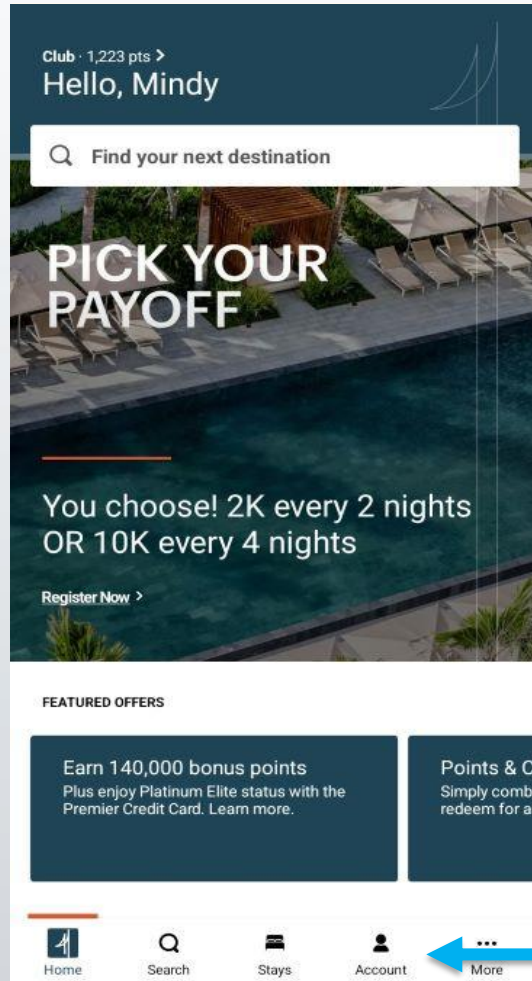 Club · 1,223 pts >
Hello, Mindy
Find your next destination
PICK YOUR
PAYOFF
You choose! 2K every 2 nights
OR 10K every 4 nights
Register Now >
FEATURED OFFERS
Earn 140,000 bonus points
Plus enjoy Platinum Elite status with the
Premier Credit Card. Learn more.
Points & C
Simply comb
redeem for a
Home
Search
Stays
Account
More